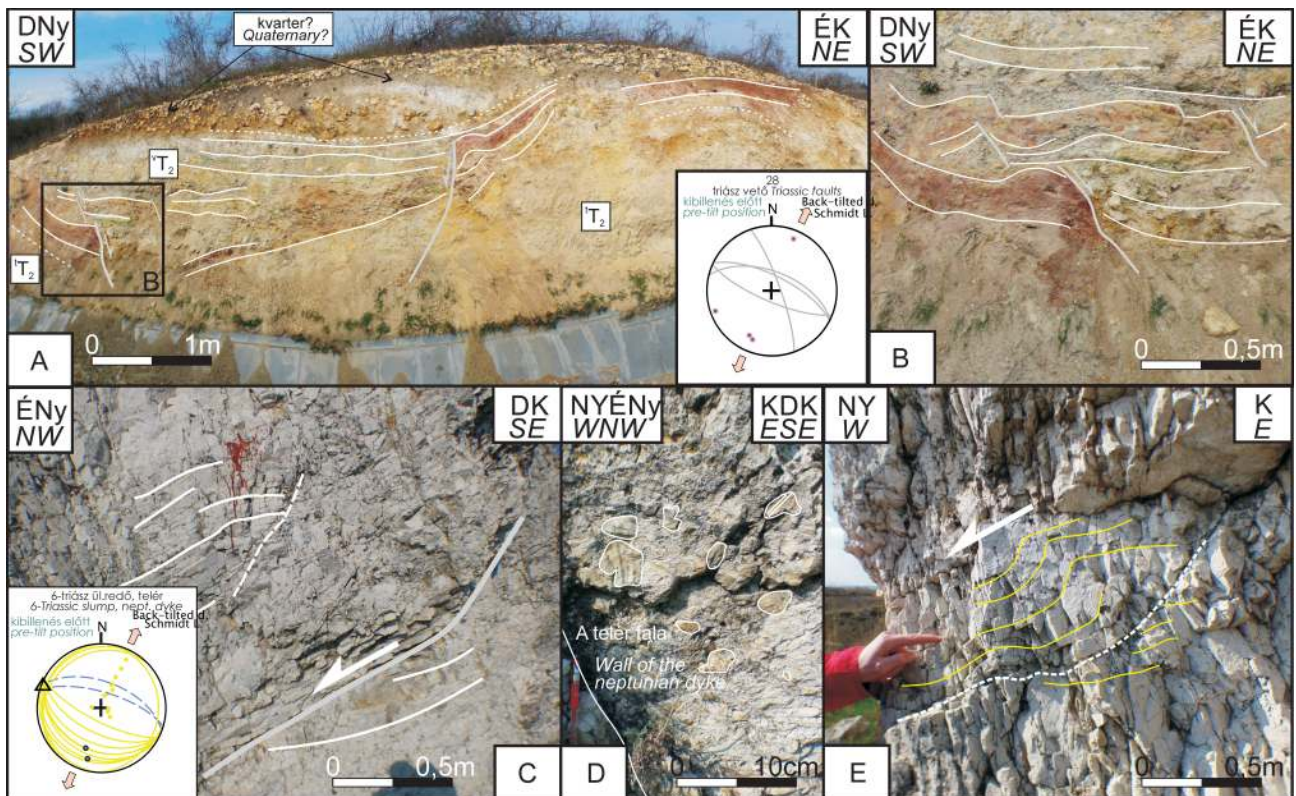 DNy
SW
kvarter?
Quaternary?
ÉK
NE
ᵛT₂
ᵗT₂
ᵗT₂
B
A
0 1m
28
triász vető Triassic faults
kibillenés előtt
pre-tilt position
N
Back-tilted d.
Schmidt L.
DNy
SW
ÉK
NE
B
0 0,5m
ÉNy
NW
DK
SE
6-triász ül.redő, telér
6-Triassic slump, nept. dyke
kibillenés előtt
pre-tilt position
N
Back-tilted d.
Schmidt L.
0 0,5m
C
NYÉNy
WNW
KDK
ESE
A telér fala
Wall of the
neptunian dyke
D
0 10cm
NY
W
K
E
E
0 0,5m